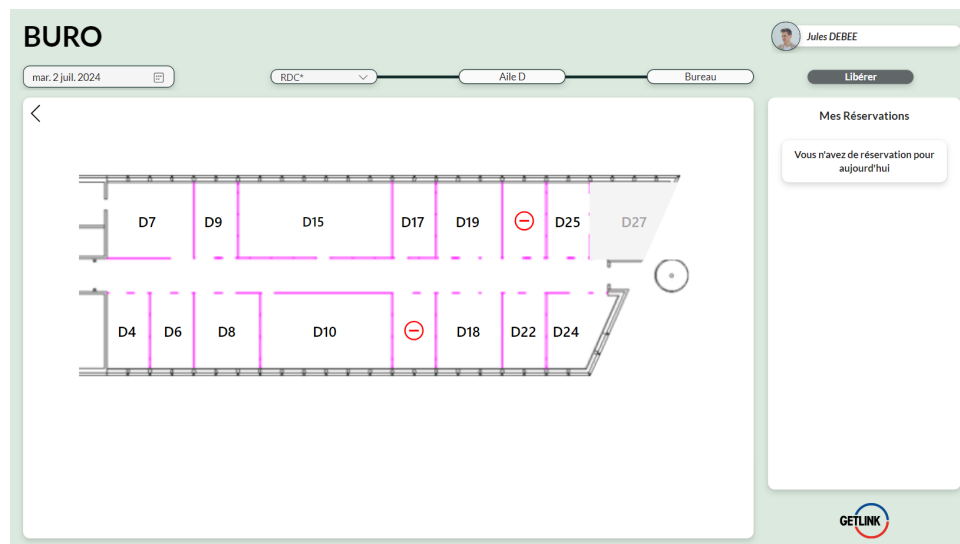 BURO
Jules DEBEE
mar. 2 juil. 2024
RDC*
Aile D
Bureau
Libérer
Mes Réservations
Vous n'avez de réservation pour
aujourd'hui
D7 D9 D15 D17 D19 D25 D27
D4 D6 D8 D10 D18 D22 D24
GETLINK